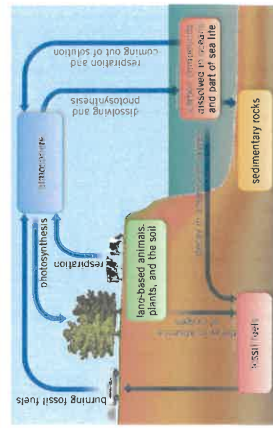 burning fossil fuels
photosynthesis
respiration
atmosphere
dissolving and
photosynthesis
respiration and
coming out of solution
land-based animals,
plants, and the soil
dissolved in oceans
and part of sea life
fossil fuels
sedimentary rocks